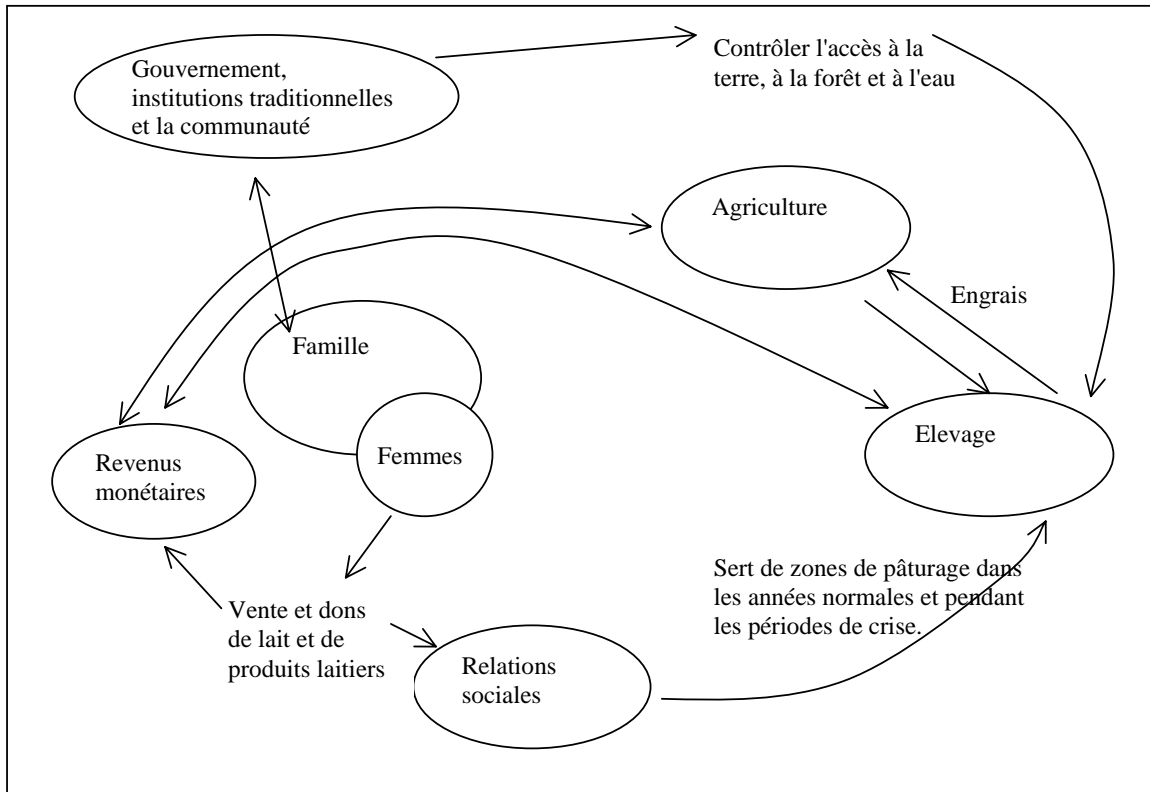 Gouvernement,
institutions traditionnelles
et la communauté
Contrôler l'accès à la
terre, à la forêt et à l'eau
Agriculture
Engrais
Famille
Femmes
Elevage
Revenus
monétaires
Vente et dons
de lait et de
produits laitiers
Relations
sociales
Sert de zones de pâturage dans
les années normales et pendant
les périodes de crise.